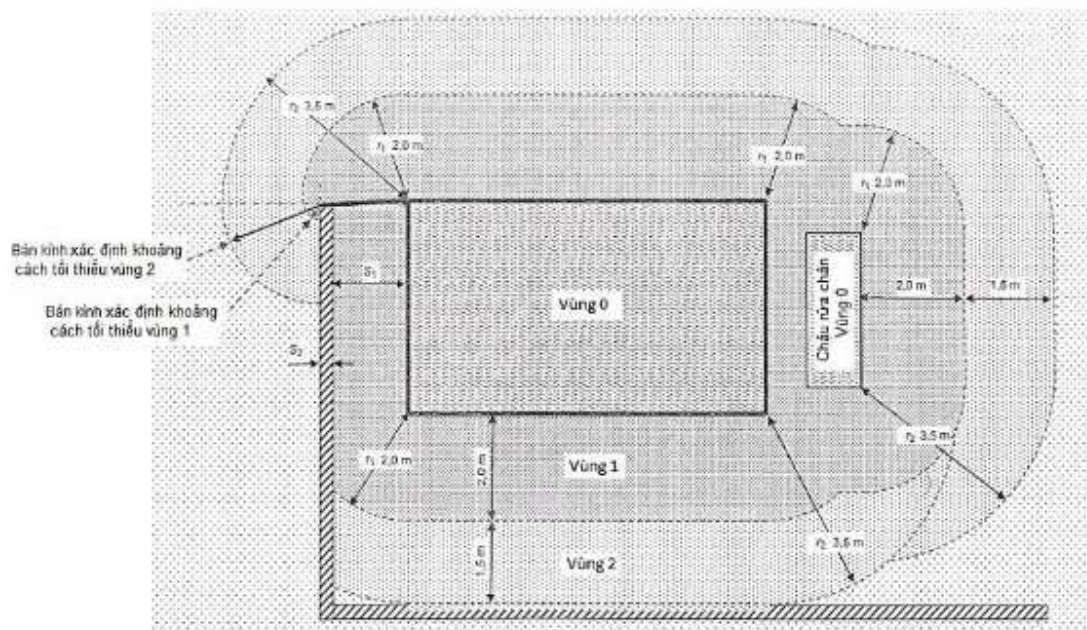 r₂ 3,5 m
r₁ 2,0 m
r₁ 2,0 m
r₁ 2,0 m
Bán kính xác định khoảng
cách tối thiểu vùng 2
Bán kính xác định khoảng
cách tối thiểu vùng 1
S₁
S₂
Vùng 0
Chậu rửa chân
Vùng 0
2,0 m
1,5 m
r₁ 2,0 m
2,0 m
Vùng 1
r₂ 3,5 m
r₂ 3,5 m
1,5 m
Vùng 2